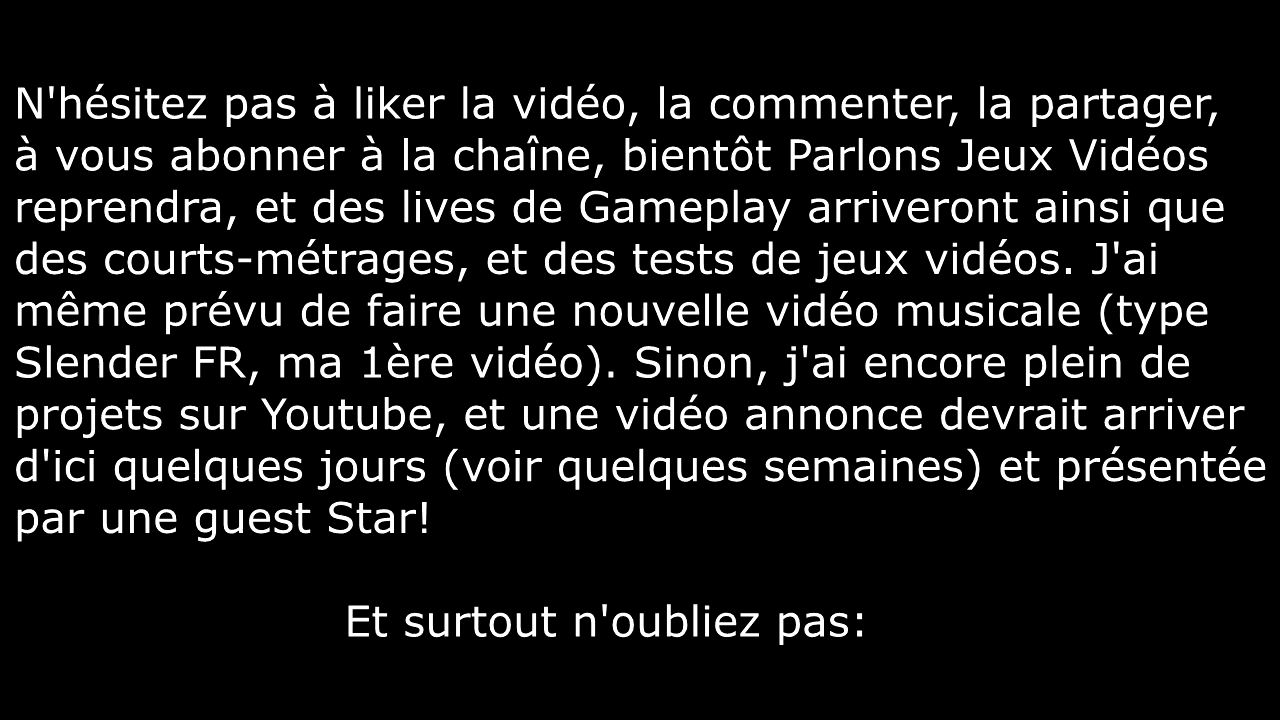 N'hésitez pas à liker la vidéo, la commenter, la partager,
à vous abonner à la chaîne, bientôt Parlons Jeux Vidéos
reprendra, et des lives de Gameplay arriveront ainsi que
des courts-métrages, et des tests de jeux vidéos. J'ai
même prévu de faire une nouvelle vidéo musicale (type
Slender FR, ma 1ère vidéo). Sinon, j'ai encore plein de
projets sur Youtube, et une vidéo annonce devrait arriver
d'ici quelques jours (voir quelques semaines) et présentée
par une guest Star!
Et surtout n'oubliez pas: